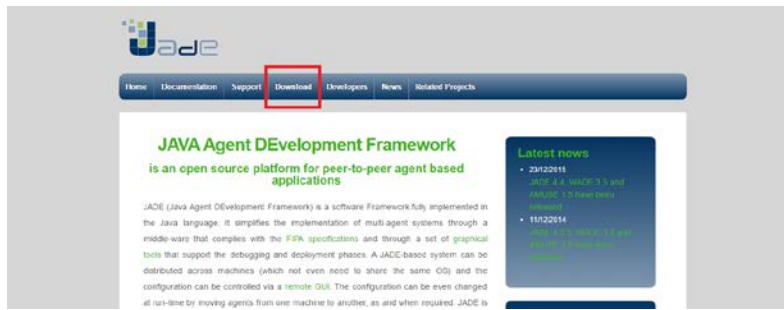 Jade
Home Documentation Support Download Developers News Related Projects
JAVA Agent DEvelopment Framework
is an open source platform for peer-to-peer agent based
applications
JADE (Java Agent DEvelopment Framework) is a software Framework fully implemented in
the Java language. It simplifies the implementation of multi-agent systems through a
middle-ware that complies with the FIPA specifications and through a set of graphical
tools that support the debugging and deployment phases. A JADE-based system can be
distributed across machines (which not even need to share the same OS) and the
configuration can be controlled via a remote GUI. The configuration can be even changed
at run-time by moving agents from one machine to another, as and when required. JADE is
Latest news
23/12/2015
JADE 4.4, WADE 3.5 and
AMUSE 1.0 have been
released
11/12/2014